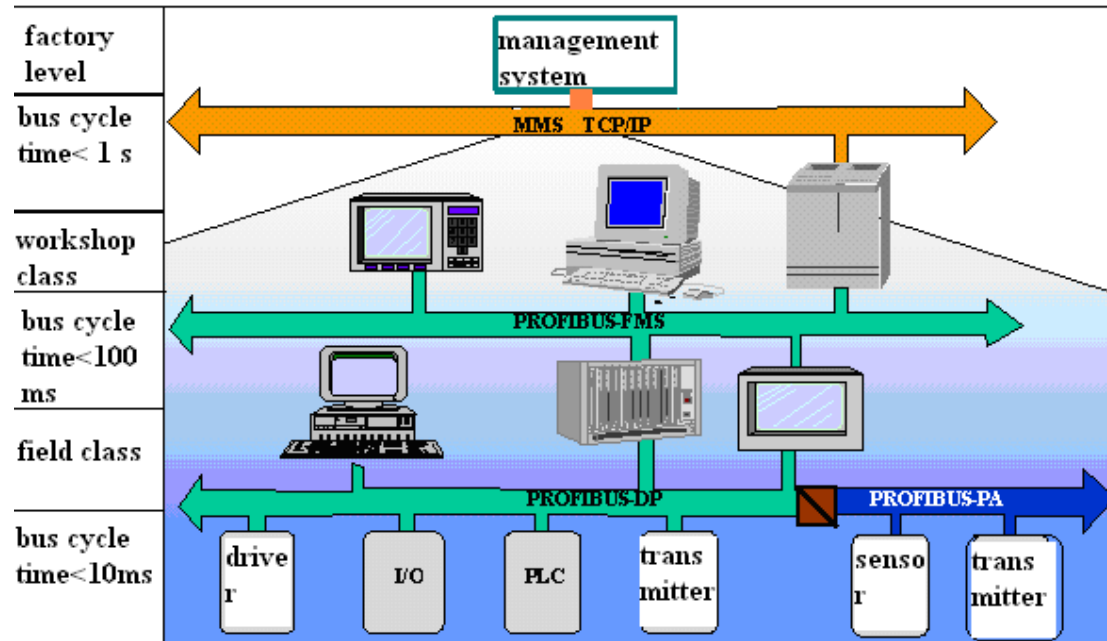 factory
level
management
system
bus cycle
time< 1 s
MMS TCP/IP
workshop
class
bus cycle
time<100
ms
PROFIBUS-FMS
field class
PROFIBUS-DP
PROFIBUS-PA
bus cycle
time<10ms
drive
r
I/O
PLC
trans
mitter
senso
r
trans
mitter